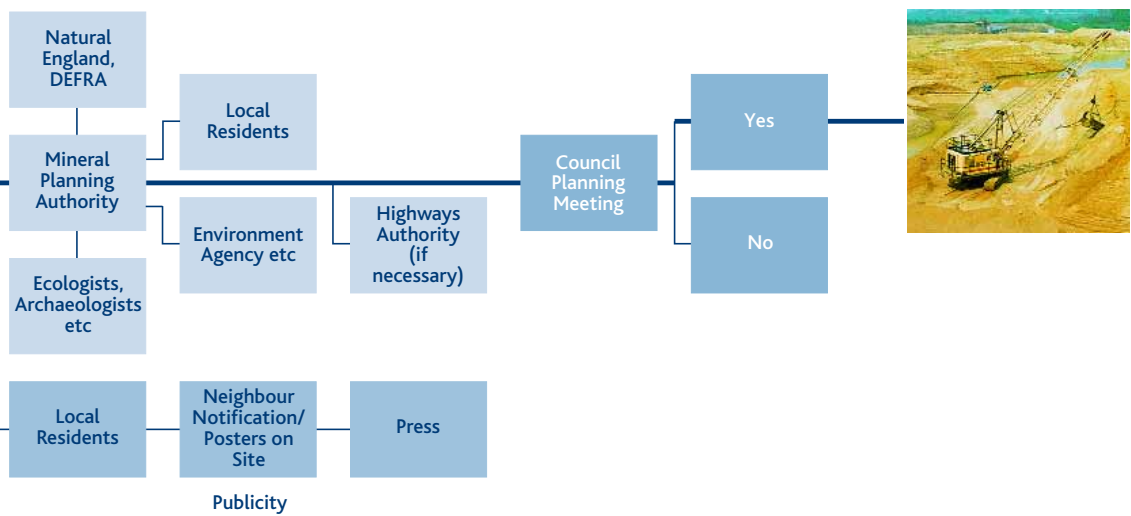 Natural
England,
DEFRA
Local
Residents
Mineral
Planning
Authority
Environment
Agency etc
Ecologists,
Archaeologists
etc
Highways
Authority
(if
necessary)
Council
Planning
Meeting
Yes
No
Local
Residents
Neighbour
Notification/
Posters on
Site
Press
Publicity